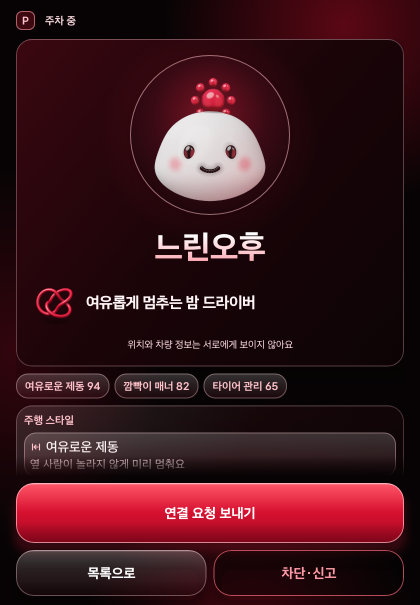 P 주차 중
느린오후
여유롭게 멈추는 밤 드라이버
위치와 차량 정보는 서로에게 보이지 않아요
여유로운 제동 94 깜빡이 매너 82 타이어 관리 65
주행 스타일
여유로운 제동
옆 사람이 놀라지 않게 미리 멈춰요
연결 요청 보내기
목록으로 차단·신고